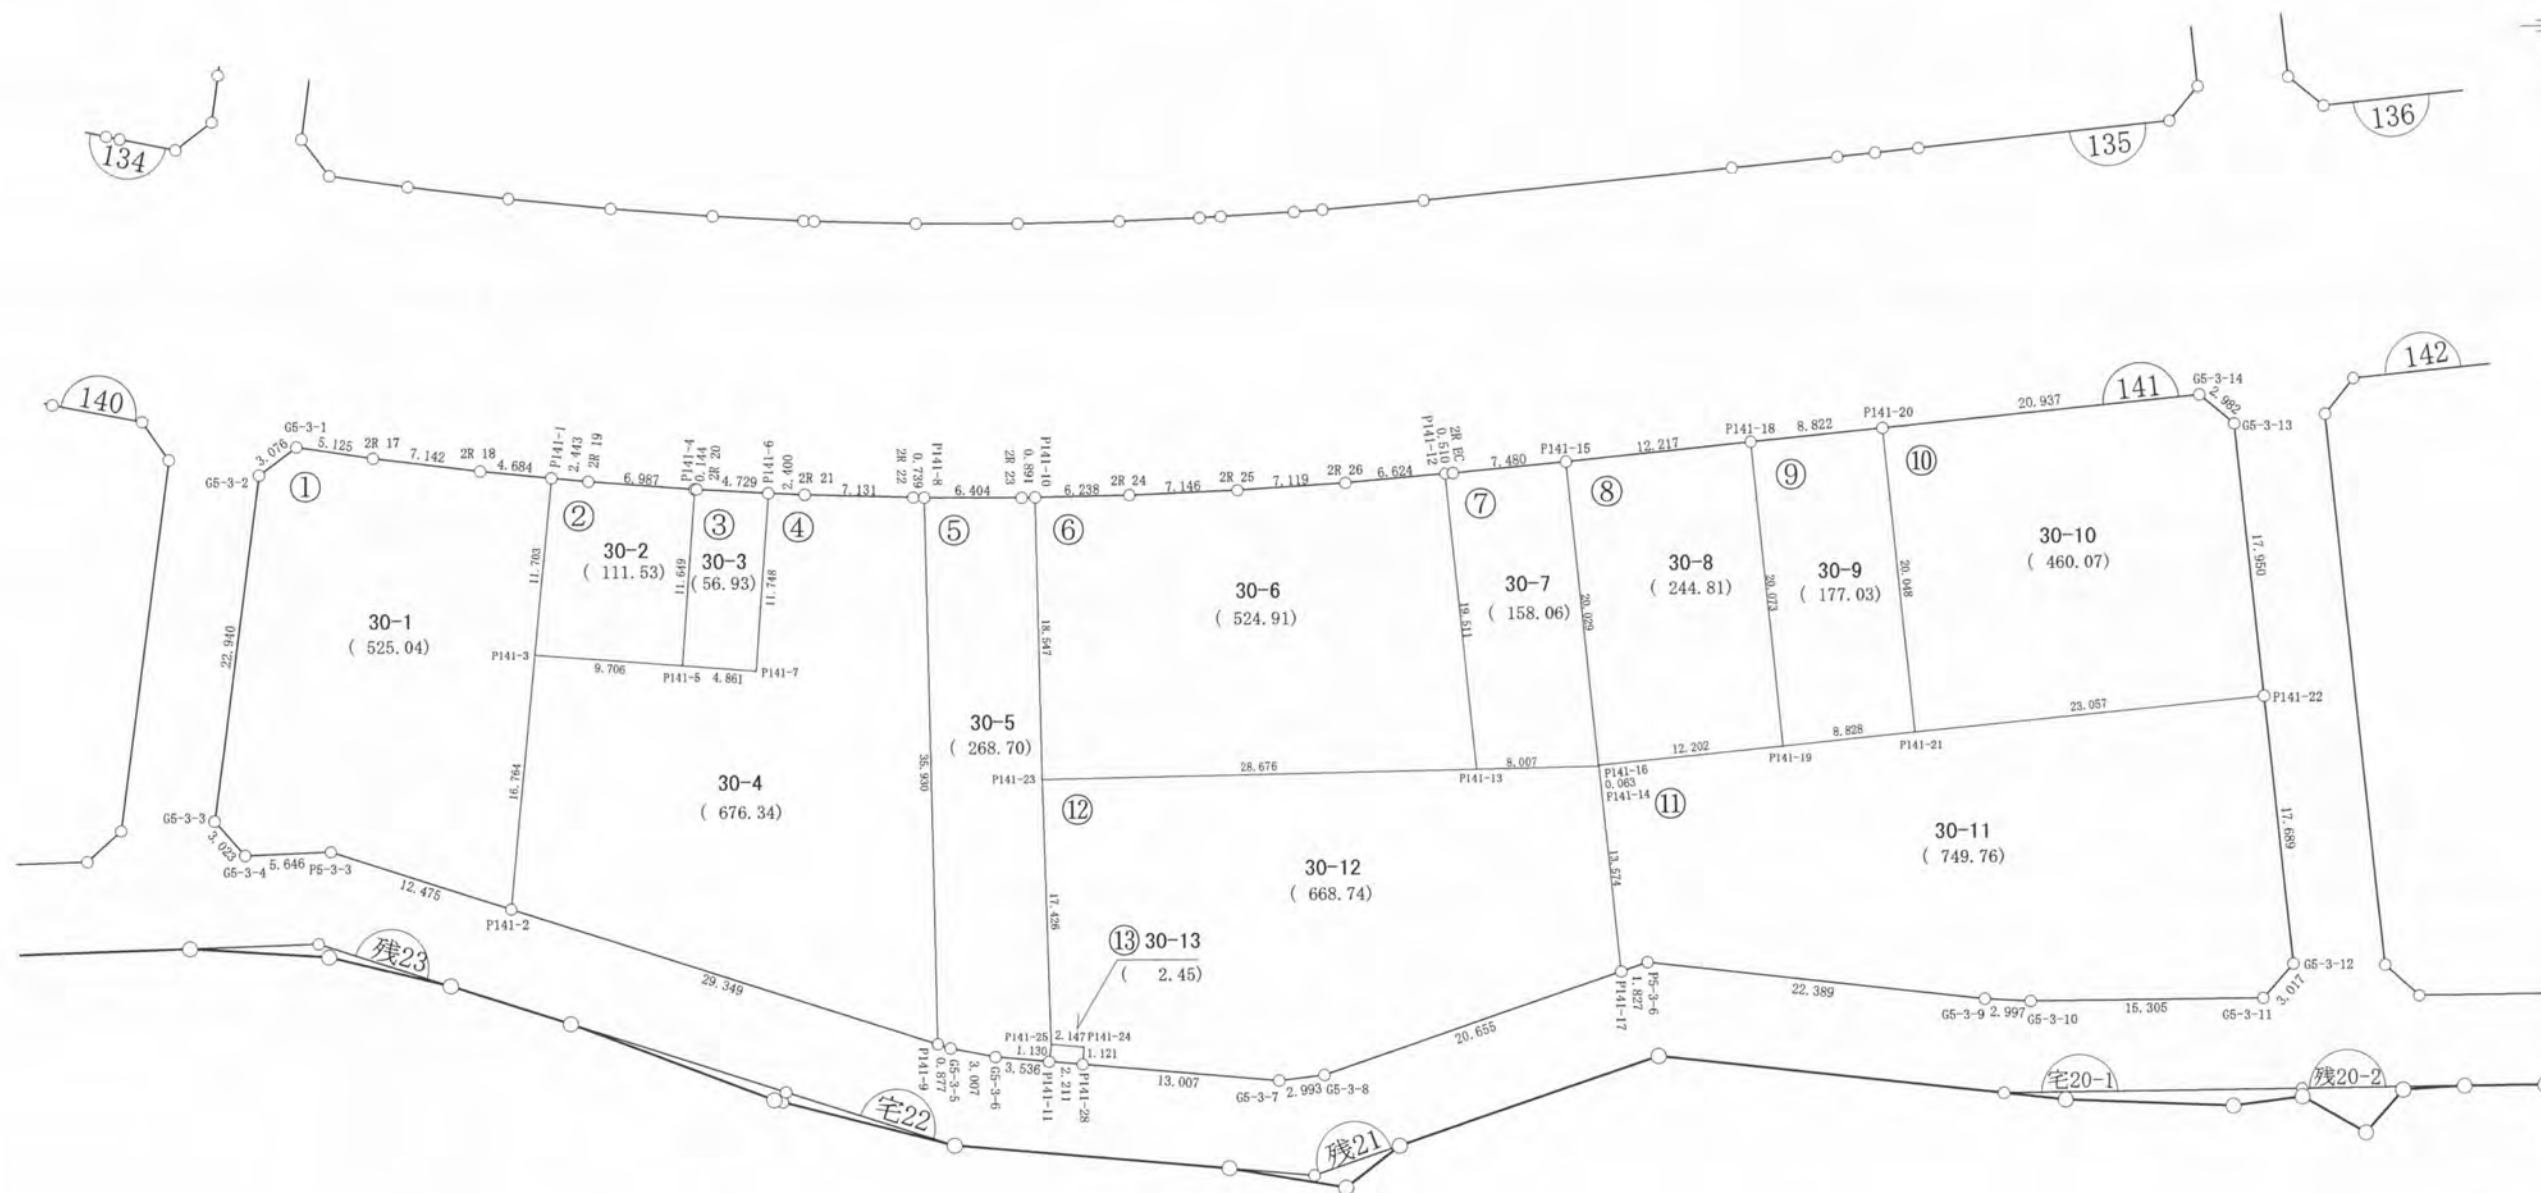 134
135
136
140
141
142
G5-3-1
3.076
5.125
2R 17
7.142
2R 18
4.684
P141-1
2.443
2R 19
6.987
P141-4
0.144
2R 20
4.729
P141-6
2.400
2R 21
7.131
2R 22
0.739
P141-8
6.404
2R 23
0.891
P141-10
6.238
2R 24
7.146
2R 25
7.119
2R 26
6.624
P141-12
0.510
2R EC
7.480
P141-15
12.217
P141-18
8.822
P141-20
20.937
G5-3-14
2.982
G5-3-13
G5-3-2
①
②
③
④
⑤
⑥
⑦
⑧
⑨
⑩
30-1
( 525.04)
30-2
( 111.53)
30-3
(56.93)
30-4
( 676.34)
30-5
( 268.70)
30-6
( 524.91)
30-7
( 158.06)
30-8
( 244.81)
30-9
( 177.03)
30-10
( 460.07)
22.940
11.703
11.649
11.748
18.547
19.511
20.029
20.073
20.048
17.950
P141-3
9.706
P141-5
4.861
P141-7
16.764
35.930
P141-23
28.676
P141-13
8.007
P141-16
0.063
P141-14
12.202
P141-19
8.828
P141-21
23.057
P141-22
⑪
⑫
30-11
( 749.76)
30-12
( 668.74)
⑬ 30-13
( 2.45)
G5-3-3
3.023
G5-3-4
5.646
P5-3-3
12.475
P141-2
29.349
17.426
13.574
17.689
P141-25
2.147
P141-24
1.130
1.121
P141-9
0.877
G5-3-5
3.007
G5-3-6
3.536
P141-11
2.211
P141-28
13.007
G5-3-7
2.993
G5-3-8
20.655
P141-17
1.827
P5-3-6
22.389
G5-3-9
2.997
G5-3-10
15.305
G5-3-11
3.017
G5-3-12
残23
宅22
残21
宅20-1
残20-2